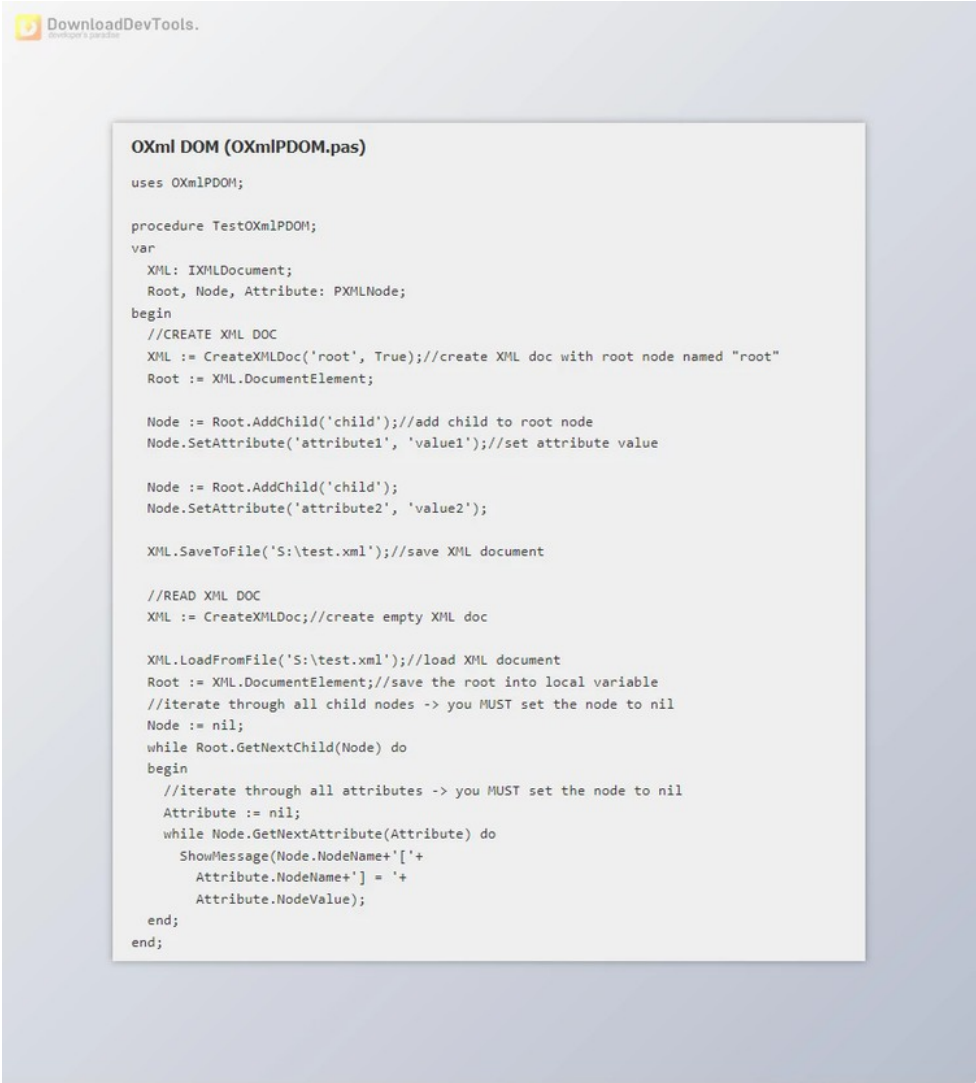 DownloadDevTools.
developer's paradise
OXml DOM (OXmlPDOM.pas)
uses OXmlPDOM;
procedure TestOXmlPDOM;
var
  XML: IXMLDocument;
  Root, Node, Attribute: PXMLNode;
begin
  //CREATE XML DOC
  XML := CreateXMLDoc('root', True);//create XML doc with root node named "root"
  Root := XML.DocumentElement;
  Node := Root.AddChild('child');//add child to root node
  Node.SetAttribute('attribute1', 'value1');//set attribute value
  Node := Root.AddChild('child');
  Node.SetAttribute('attribute2', 'value2');
  XML.SaveToFile('S:\test.xml');//save XML document
  //READ XML DOC
  XML := CreateXMLDoc;//create empty XML doc
  XML.LoadFromFile('S:\test.xml');//load XML document
  Root := XML.DocumentElement;//save the root into local variable
  //iterate through all child nodes -> you MUST set the node to nil
  Node := nil;
  while Root.GetNextChild(Node) do
  begin
    //iterate through all attributes -> you MUST set the node to nil
    Attribute := nil;
    while Node.GetNextAttribute(Attribute) do
      ShowMessage(Node.NodeName+'['+
        Attribute.NodeName+'] = '+
        Attribute.NodeValue);
  end;
end;